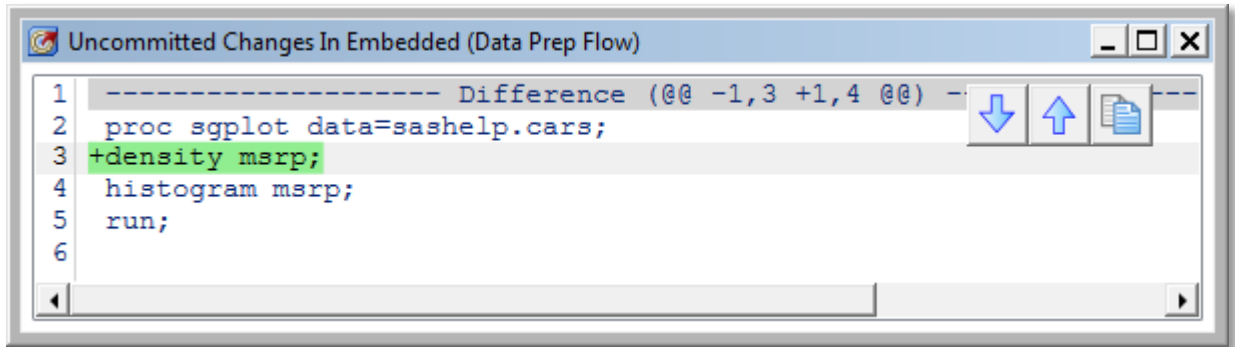 Uncommitted Changes In Embedded (Data Prep Flow)
1 -------------------- Difference (@@ -1,3 +1,4 @@) -- ---
2 proc sgplot data=sashelp.cars;
3 +density msrp;
4 histogram msrp;
5 run;
6